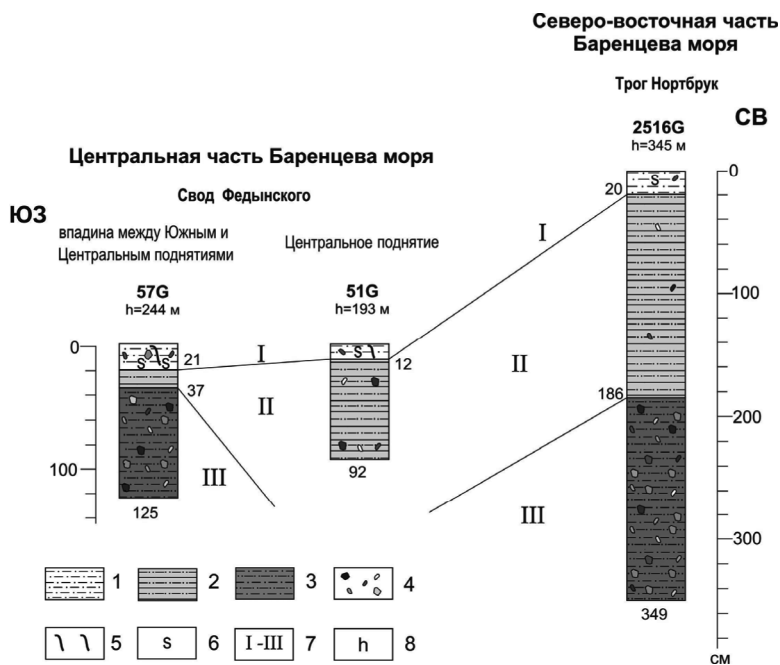 Северо-восточная часть
Баренцева моря
Трог Нортбрук
2516G
h=345 м
СВ
Центральная часть Баренцева моря
Свод Федынского
ЮЗ
впадина между Южным и
Центральным поднятиями
Центральное поднятие
57G
h=244 м
51G
h=193 м
0
20
S
I
100
II
186
200
III
300
349
см
0
S S
21
I
S
12
37
II
100
III
92
125
1
2
3
4
5
s
6
I -III
7
h
8